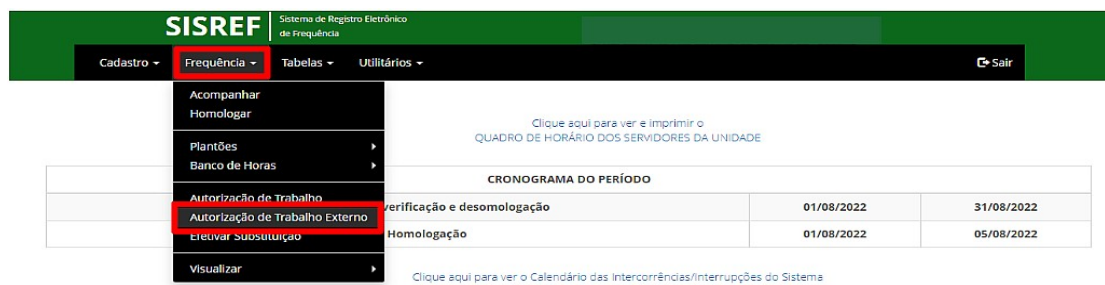 SISREF
Sistema de Registro Eletrônico
de Frequência
Cadastro
Frequência
Tabelas
Utilitários
Sair
Acompanhar
Homologar
Plantões
Banco de Horas
Autorização de Trabalho
Autorização de Trabalho Externo
Efetivar Substituição
Visualizar
Clique aqui para ver e imprimir o
QUADRO DE HORÁRIO DOS SERVIDORES DA UNIDADE
CRONOGRAMA DO PERÍODO
verificação e desomologação 01/08/2022 31/08/2022
Homologação 01/08/2022 05/08/2022
Clique aqui para ver o Calendário das Intercorrências/Interrupções do Sistema